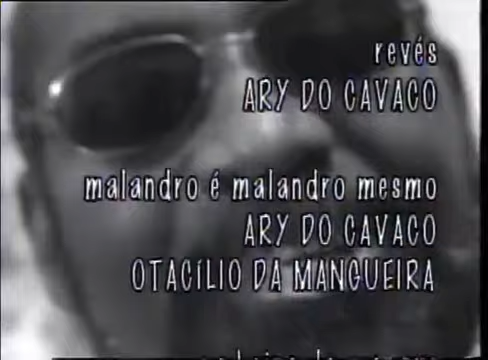 revés
ARY DO CAVACO
malandro é malandro mesmo
ARY DO CAVACO
OTACÍLIO DA MANGUEIRA